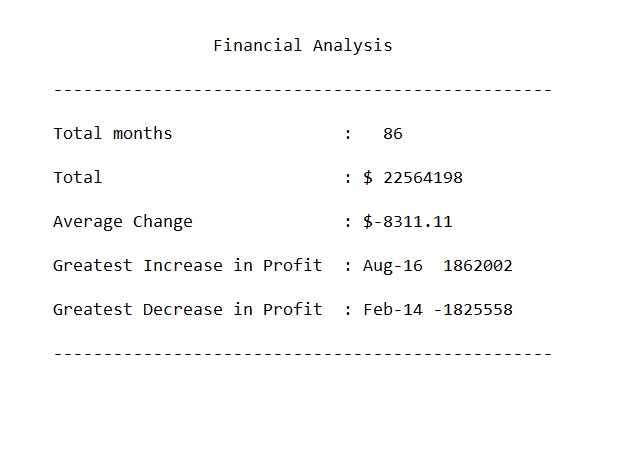 Financial Analysis
--------------------------------------------------
Total months                 :   86
Total                        : $ 22564198
Average Change               : $-8311.11
Greatest Increase in Profit  : Aug-16  1862002
Greatest Decrease in Profit  : Feb-14 -1825558
--------------------------------------------------